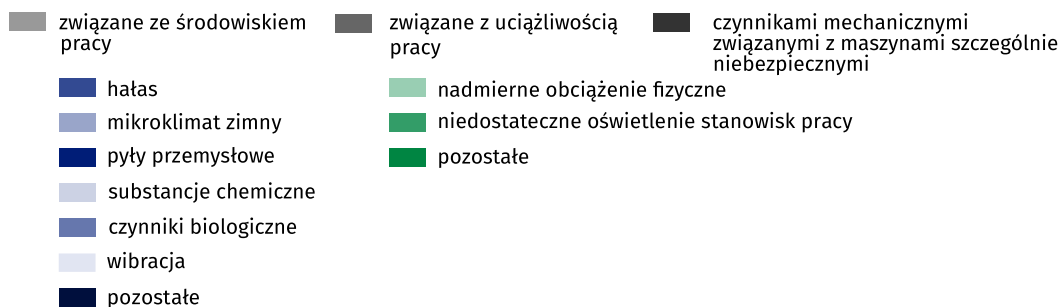 związane ze środowiskiem
pracy
hałas
mikroklimat zimny
pyły przemysłowe
substancje chemiczne
czynniki biologiczne
wibracja
pozostałe
związane z uciążliwością
pracy
nadmierne obciążenie fizyczne
niedostateczne oświetlenie stanowisk pracy
pozostałe
czynnikami mechanicznymi
związanymi z maszynami szczególnie
niebezpiecznymi